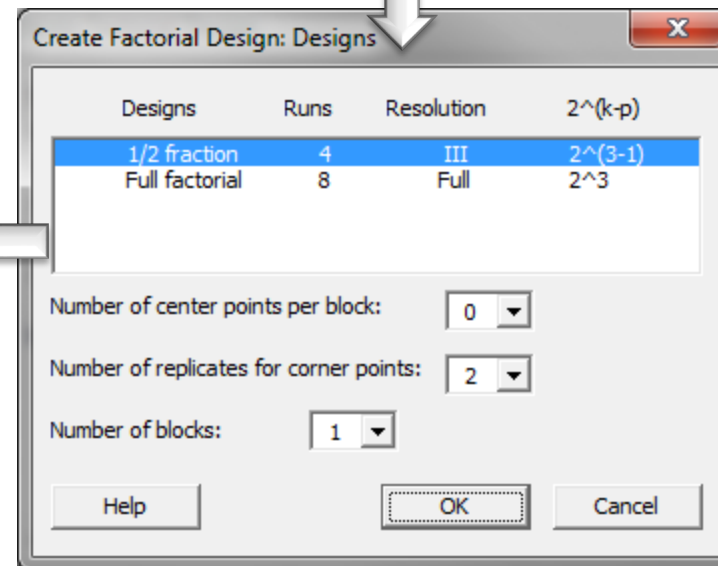 Create Factorial Design: Designs
Designs Runs Resolution 2^(k-p)
1/2 fraction 4 III 2^(3-1)
Full factorial 8 Full 2^3
Number of center points per block: 0
Number of replicates for corner points: 2
Number of blocks: 1
Help OK Cancel